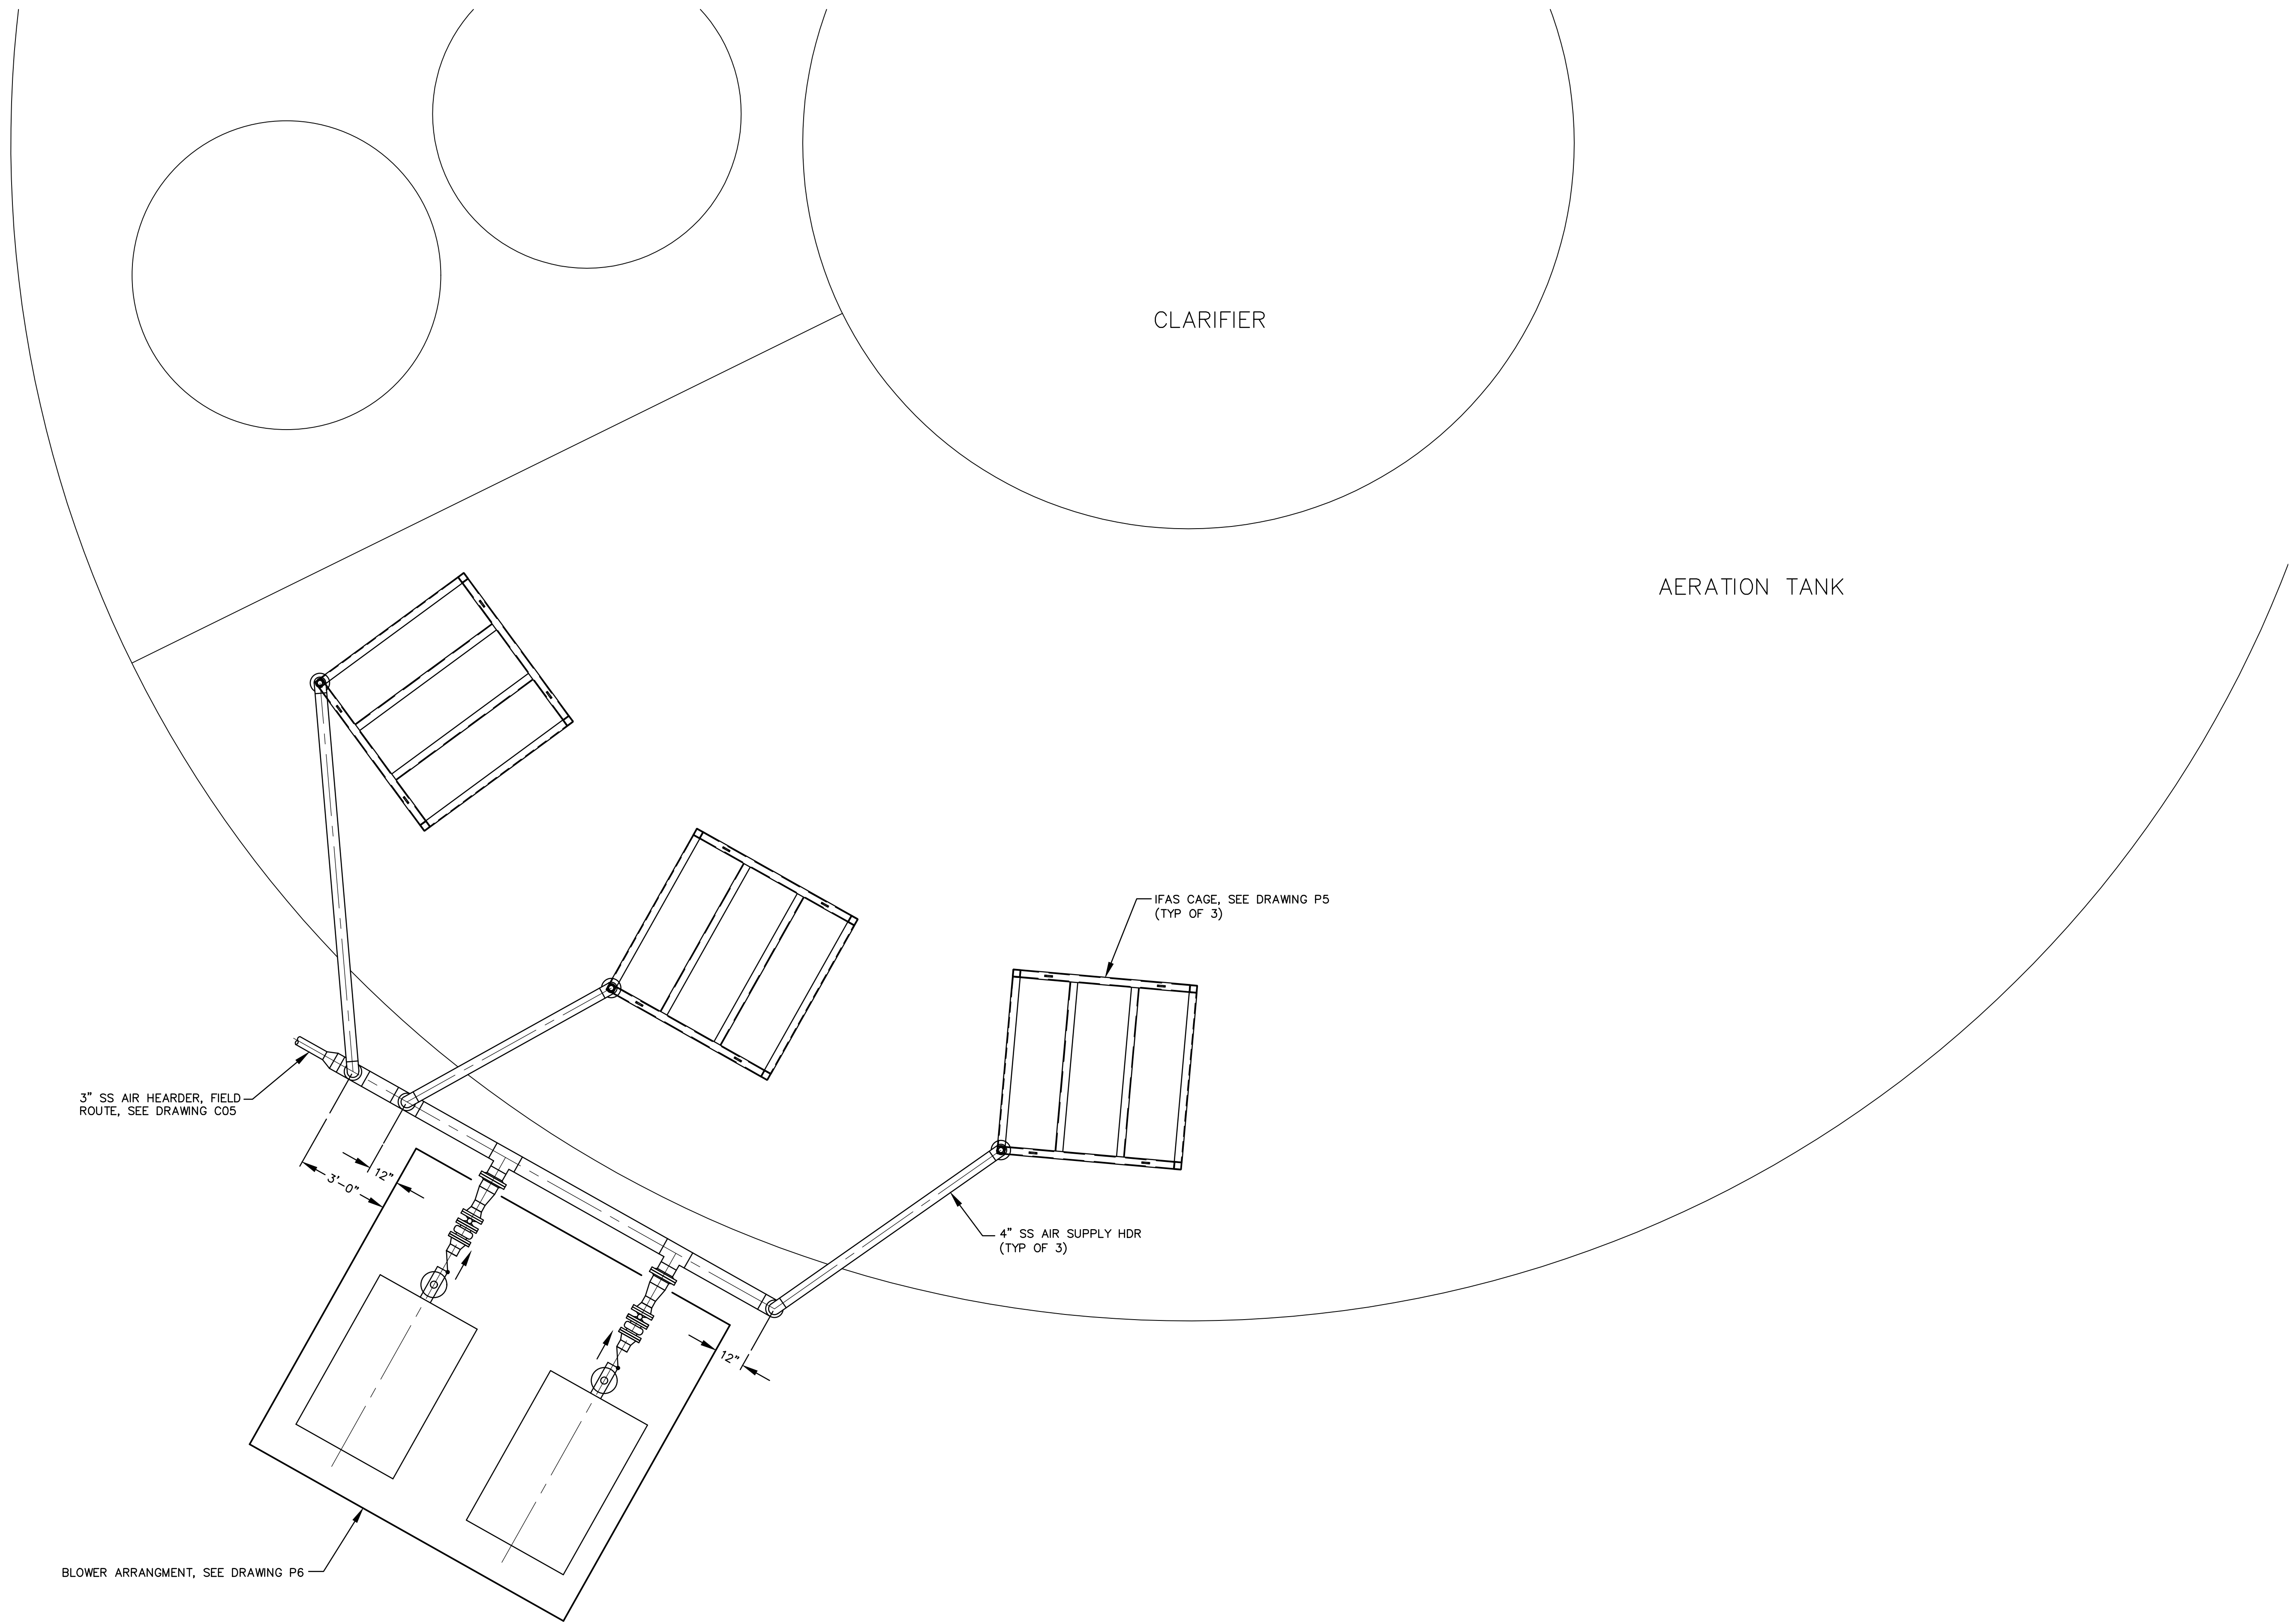 CLARIFIER
AERATION TANK
IFAS CAGE, SEE DRAWING P5
(TYP OF 3)
3" SS AIR HEARDER, FIELD
ROUTE, SEE DRAWING C05
12"
3'-0"
4" SS AIR SUPPLY HDR
(TYP OF 3)
12"
BLOWER ARRANGMENT, SEE DRAWING P6